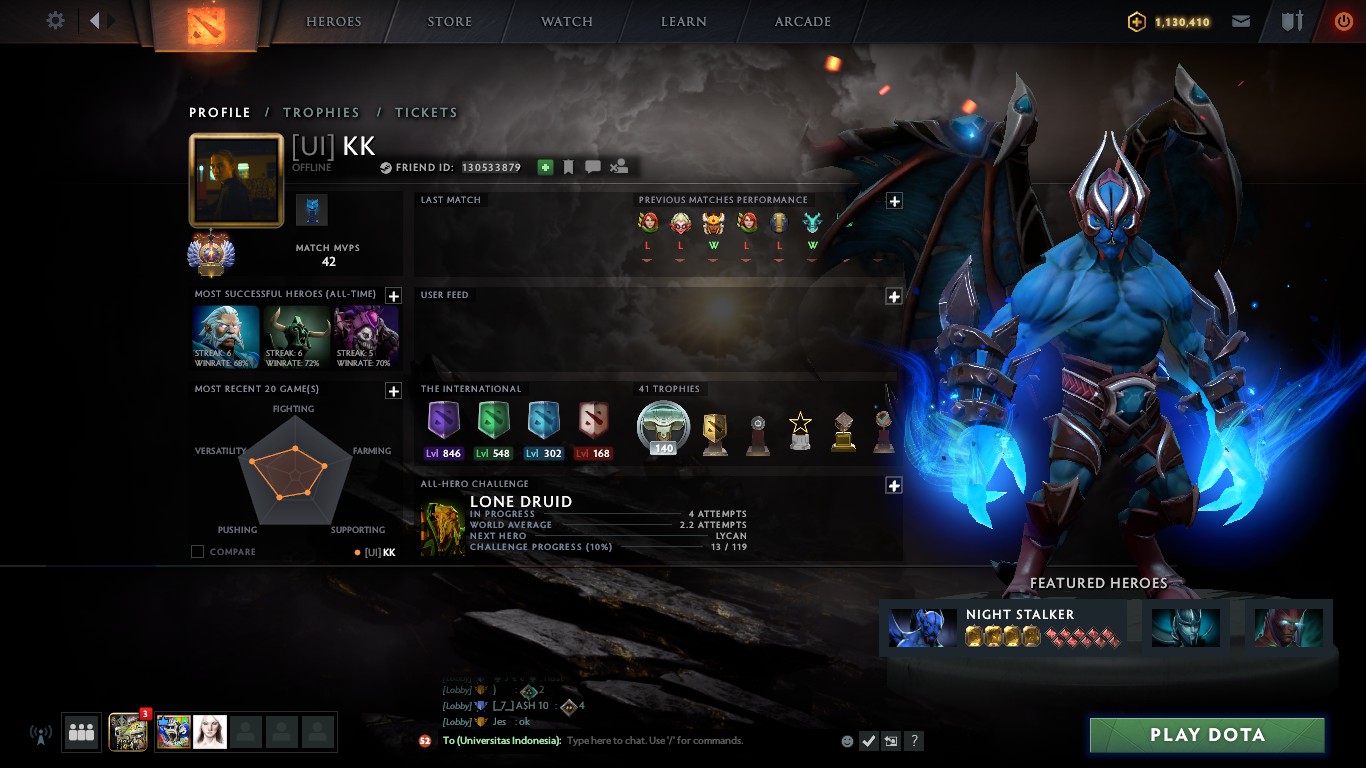 HEROES
STORE
WATCH
LEARN
ARCADE
1,130,410
PROFILE / TROPHIES / TICKETS
[UI] KK
OFFLINE
FRIEND ID: 130533879
LAST MATCH
PREVIOUS MATCHES PERFORMANCE
L L W L L W
MATCH MVPS
42
MOST SUCCESSFUL HEROES (ALL-TIME)
STREAK: 6
WINRATE: 68%
STREAK: 6
WINRATE: 72%
STREAK: 5
WINRATE: 70%
USER FEED
MOST RECENT 20 GAME(S)
FIGHTING
VERSATILITY
FARMING
PUSHING
SUPPORTING
COMPARE
[UI] KK
THE INTERNATIONAL
Lvl 846
Lvl 548
Lvl 302
Lvl 168
41 TROPHIES
140
ALL-HERO CHALLENGE
LONE DRUID
IN PROGRESS 4 ATTEMPTS
WORLD AVERAGE 2.2 ATTEMPTS
NEXT HERO LYCAN
CHALLENGE PROGRESS (10%) 13 / 119
FEATURED HEROES
NIGHT STALKER
[Lobby] ) : 2
[Lobby] [_7_]ASH 10 : 4
[Lobby] Jes : ok
52 To (Universitas Indonesia): Type here to chat. Use '/' for commands.
?
3
PLAY DOTA